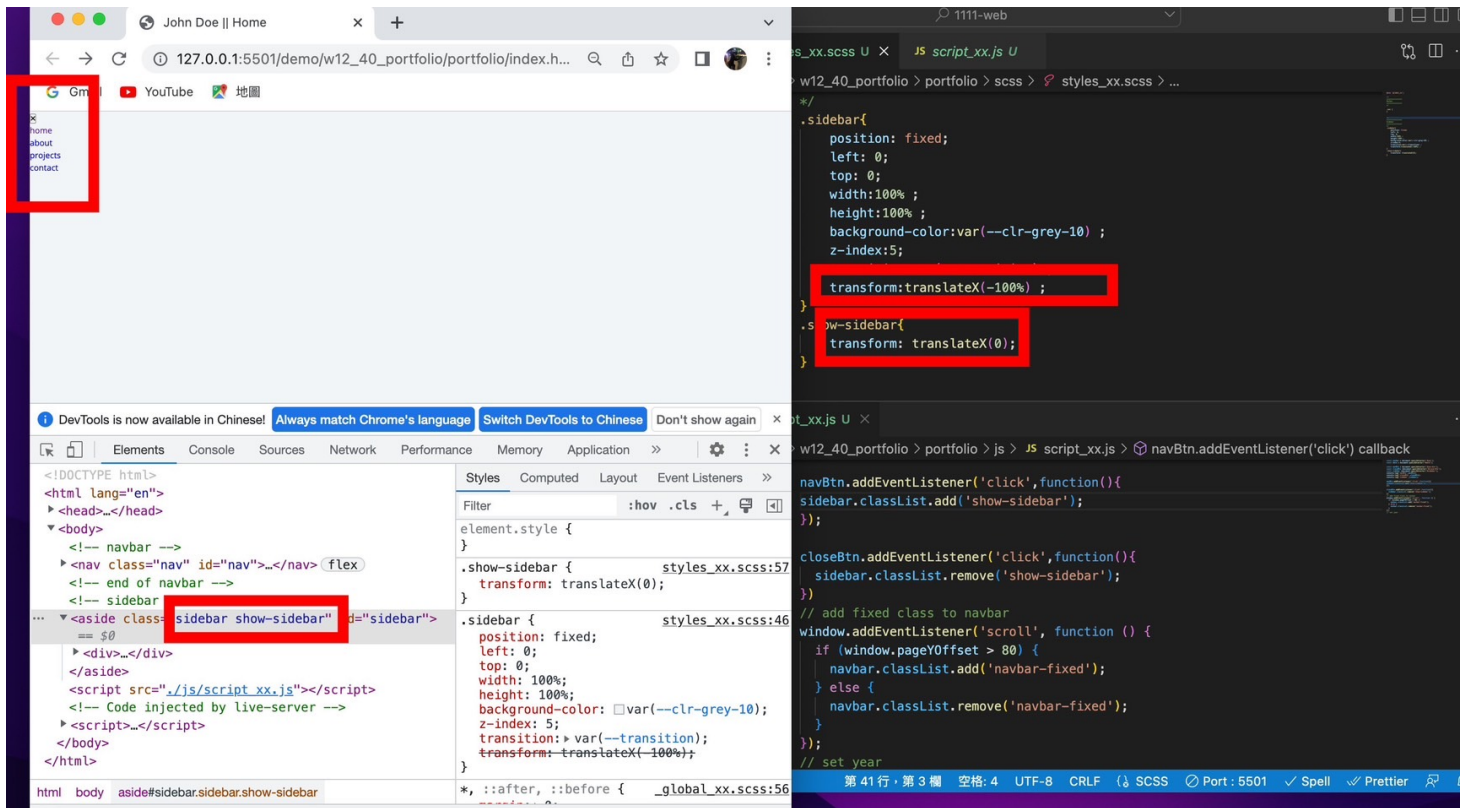 John Doe || Home
127.0.0.1:5501/demo/w12_40_portfolio/portfolio/index.h...
YouTube
地圖
home
about
projects
contact
DevTools is now available in Chinese!
Always match Chrome's language
Switch DevTools to Chinese
Don't show again
Elements Console Sources Network Performance Memory Application
<!DOCTYPE html>
<html lang="en">
<head>…</head>
<body>
<!-- navbar -->
<nav class="nav" id="nav">…</nav> flex
<!-- end of navbar -->
<!-- sidebar
<aside class= sidebar show-sidebar" d="sidebar">
== $0
<div>…</div>
</aside>
<script src="./js/script_xx.js"></script>
<!-- Code injected by live-server -->
<script>…</script>
</body>
</html>
html body aside#sidebar.sidebar.show-sidebar
Styles Computed Layout Event Listeners
Filter :hov .cls
element.style {
}
.show-sidebar { styles_xx.scss:57
transform: translateX(0);
}
.sidebar { styles_xx.scss:46
position: fixed;
left: 0;
top: 0;
width: 100%;
height: 100%;
background-color: var(--clr-grey-10);
z-index: 5;
transition: var(--transition);
transform: translateX(-100%);
}
*, ::after, ::before { _global_xx.scss:56
1111-web
es_xx.scss U JS script_xx.js U
w12_40_portfolio > portfolio > scss > styles_xx.scss > ...
*/
.sidebar{
position: fixed;
left: 0;
top: 0;
width:100% ;
height:100% ;
background-color:var(--clr-grey-10) ;
z-index:5;
transform:translateX(-100%) ;
}
.s ow-sidebar{
transform: translateX(0);
}
pt_xx.js U
w12_40_portfolio > portfolio > js > JS script_xx.js > navBtn.addEventListener('click') callback
navBtn.addEventListener('click',function(){
sidebar.classList.add('show-sidebar');
});
closeBtn.addEventListener('click',function(){
sidebar.classList.remove('show-sidebar');
})
// add fixed class to navbar
window.addEventListener('scroll', function () {
if (window.pageYOffset > 80) {
navbar.classList.add('navbar-fixed');
} else {
navbar.classList.remove('navbar-fixed');
}
});
// set year
第 41 行，第 3 欄 空格: 4 UTF-8 CRLF SCSS Port : 5501 Spell Prettier